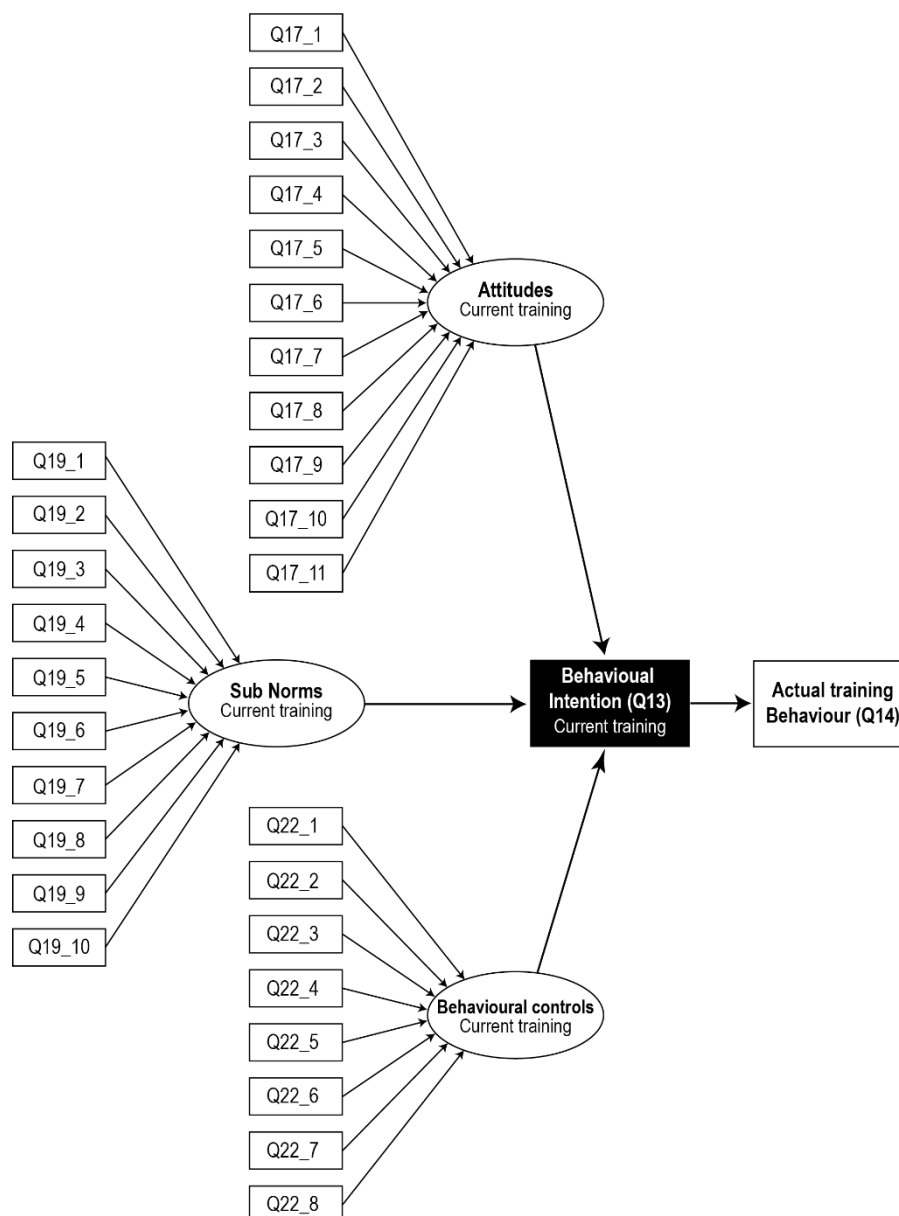 Q17_1
Q17_2
Q17_3
Q17_4
Q17_5
Q17_6
Q17_7
Q17_8
Q17_9
Q17_10
Q17_11
Attitudes
Current training
Q19_1
Q19_2
Q19_3
Q19_4
Q19_5
Q19_6
Q19_7
Q19_8
Q19_9
Q19_10
Sub Norms
Current training
Behavioual
Intention (Q13)
Current training
Actual training
Behaviour (Q14)
Q22_1
Q22_2
Q22_3
Q22_4
Q22_5
Q22_6
Q22_7
Q22_8
Behavioural controls
Current training